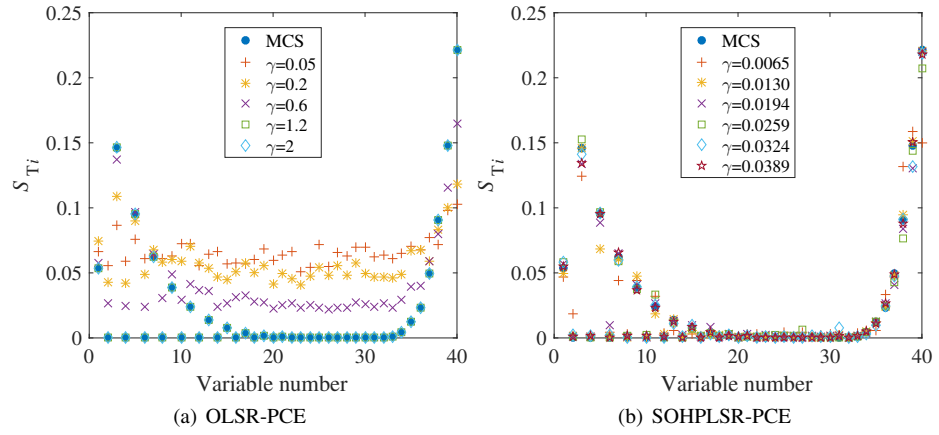 0.25
0.2
0.15
0.1
0.05
0
S_Ti
0 10 20 30 40
Variable number
MCS
γ=0.05
γ=0.2
γ=0.6
γ=1.2
γ=2
(a) OLSR-PCE
0.25
0.2
0.15
0.1
0.05
0
S_Ti
0 10 20 30 40
Variable number
MCS
γ=0.0065
γ=0.0130
γ=0.0194
γ=0.0259
γ=0.0324
γ=0.0389
(b) SOHPLSR-PCE